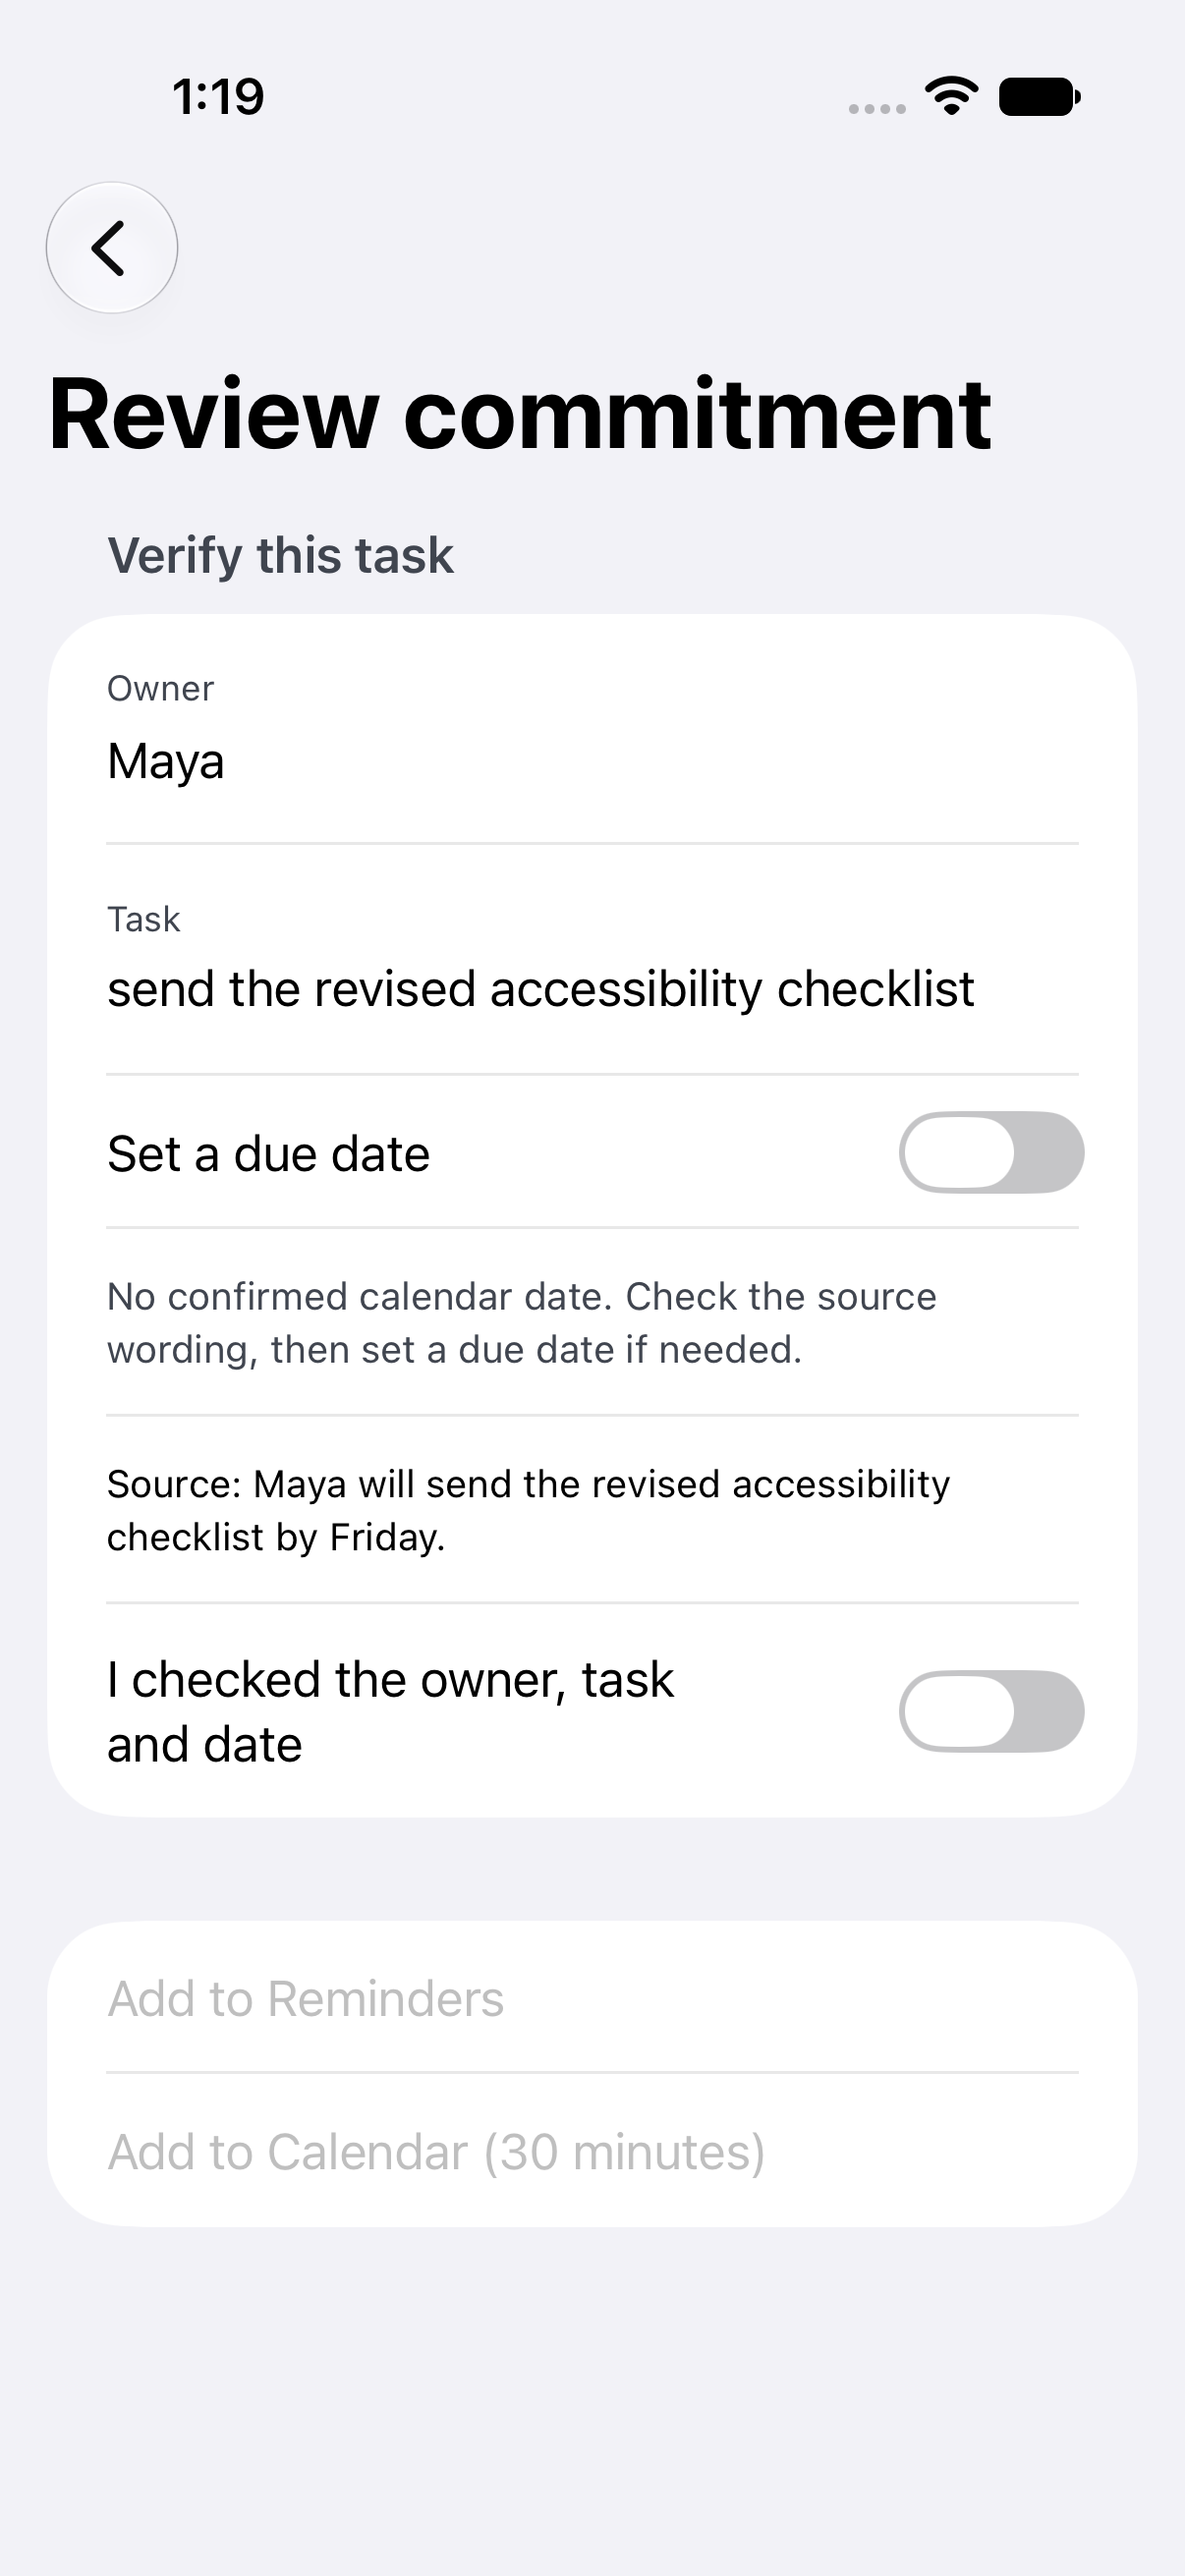 1:19
Review commitment
Verify this task
Owner
Maya
Task
send the revised accessibility checklist
Set a due date
No confirmed calendar date. Check the source
wording, then set a due date if needed.
Source: Maya will send the revised accessibility
checklist by Friday.
I checked the owner, task
and date
Add to Reminders
Add to Calendar (30 minutes)